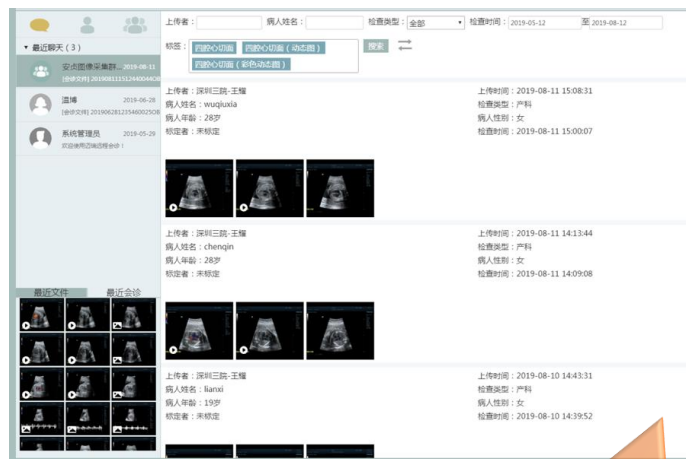 上传者：
病人姓名：
检查类型：全部
检查时间：2019-05-12 至 2019-08-12
最近聊天（3）
安贞图像采集群... 2019-08-11
标签：四腔心切面 四腔心切面（动态图） 搜索
四腔心切面（彩色动态图）
温博 2019-06-28
系统管理员 2019-05-29
欢迎使用迈瑞远程会诊！
最近文件 最近会诊
上传者：深圳三院-王耀 上传时间：2019-08-11 15:08:31
病人姓名：wuqiuxia 检查类型：产科
病人年龄：28岁 病人性别：女
标定者：未标定 检查时间：2019-08-11 15:00:07
上传者：深圳三院-王耀 上传时间：2019-08-11 14:13:44
病人姓名：chenqin 检查类型：产科
病人年龄：28岁 病人性别：女
标定者：未标定 检查时间：2019-08-11 14:09:08
上传者：深圳三院-王耀 上传时间：2019-08-10 14:43:31
病人姓名：lianxi 检查类型：产科
病人年龄：19岁 病人性别：女
标定者：未标定 检查时间：2019-08-10 14:39:52